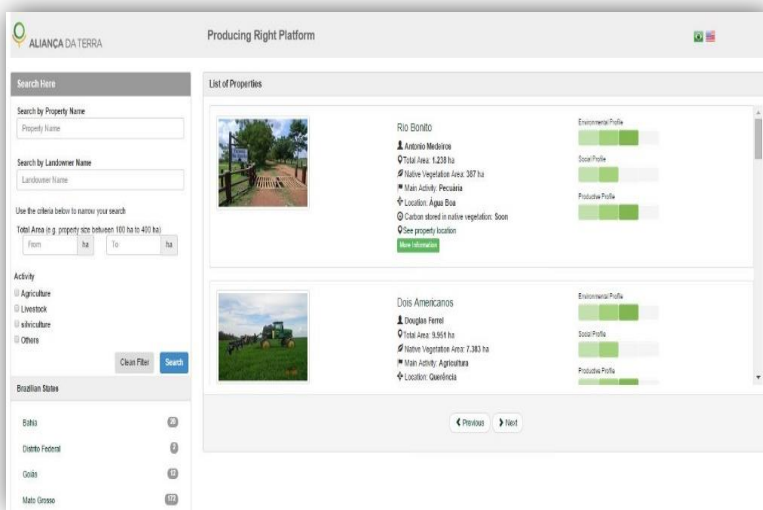 ALIANÇA DA TERRA
Producing Right Platform
Search Here
Search by Property Name
Property Name
Search by Landowner Name
Landowner Name
Use the criteria below to narrow your search
Total Area (e.g. property size between 100 ha to 400 ha)
From ha To ha
Activity
Agriculture
Livestock
silviculture
Others
Clean Filter Search
Brazilian States
Bahia 20
Distrito Federal 2
Goiás 12
Mato Grosso 172
List of Properties
Rio Bonito
Antonio Medeiros
Total Area: 1.238 ha
Native Vegetation Area: 387 ha
Main Activity: Pecuária
Location: Água Boa
Carbon stored in native vegetation: Soon
See property location
More Information
Environmental Profile
Social Profile
Productive Profile
Dois Americanos
Douglas Ferrel
Total Area: 9.951 ha
Native Vegetation Area: 7.383 ha
Main Activity: Agricultura
Location: Querência
Environmental Profile
Social Profile
Productive Profile
Previous Next